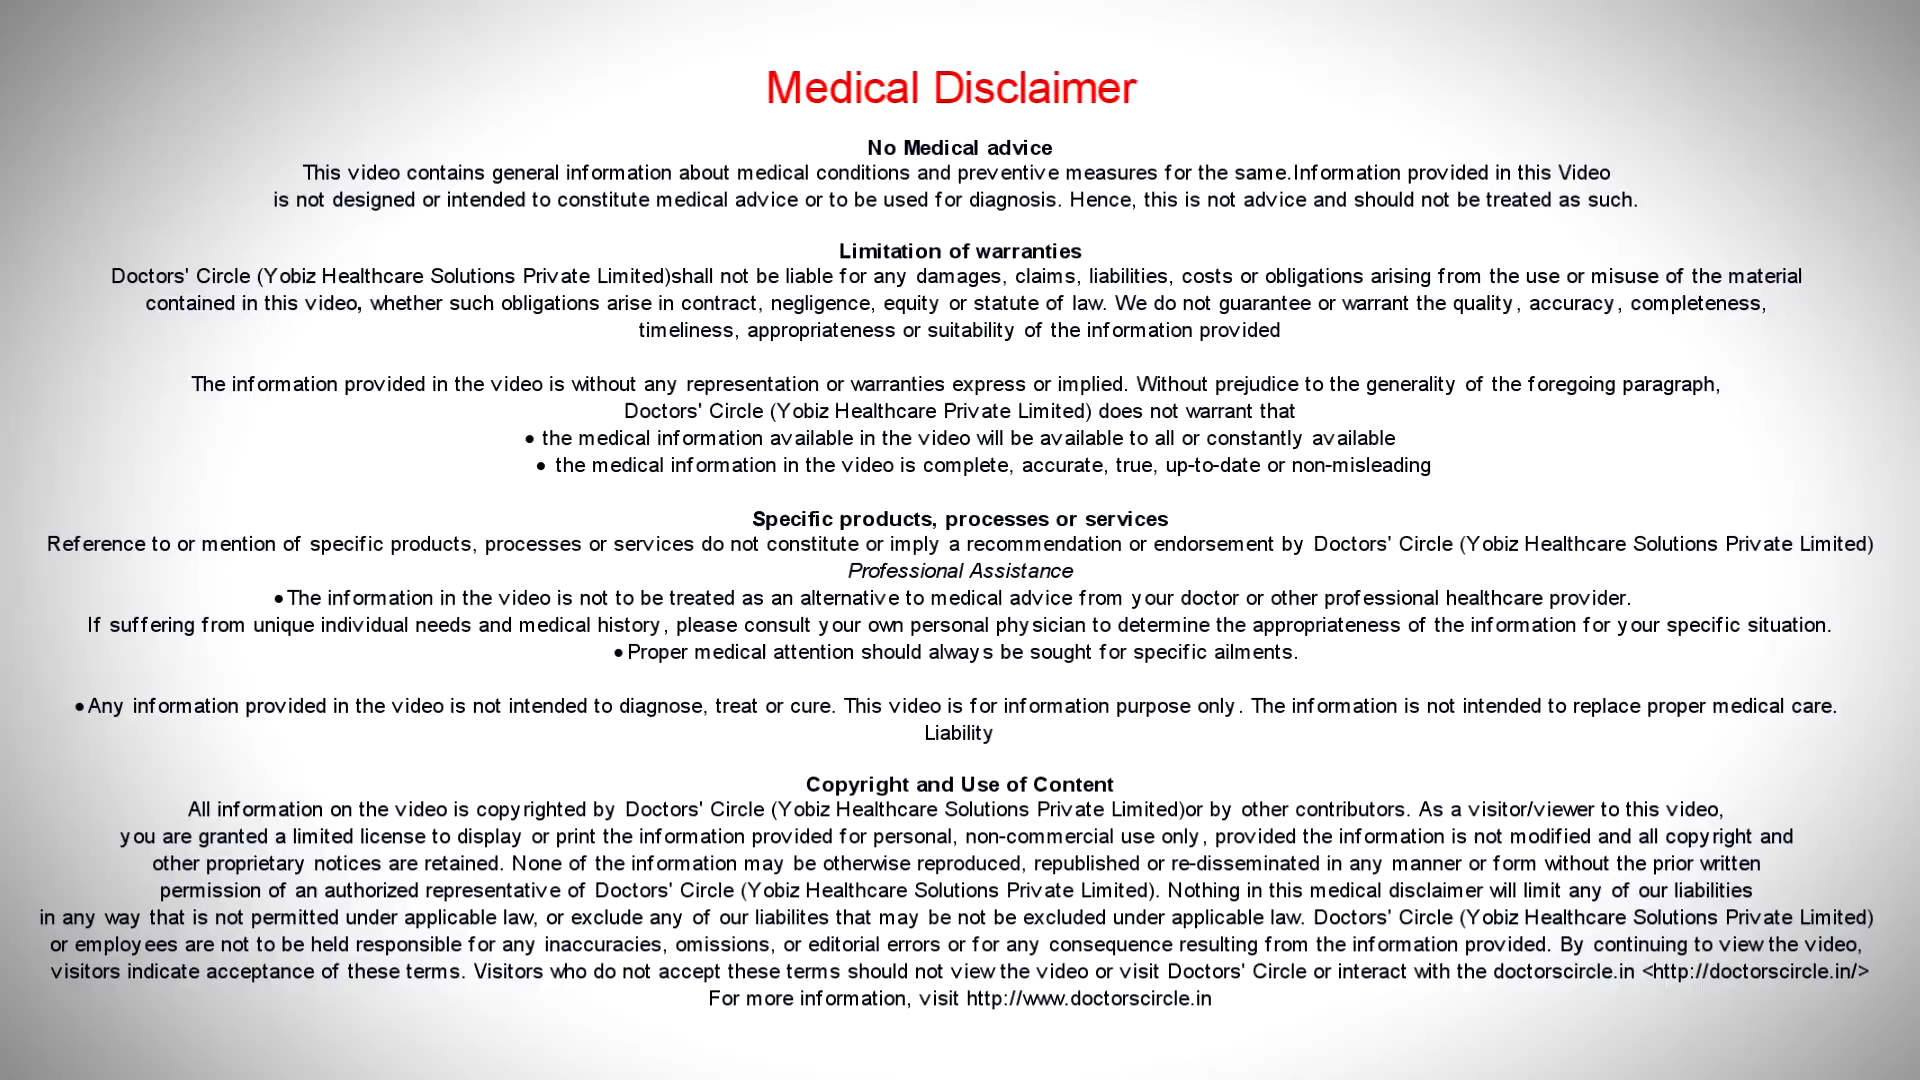 Medical Disclaimer
No Medical advice
This video contains general information about medical conditions and preventive measures for the same.Information provided in this Video
is not designed or intended to constitute medical advice or to be used for diagnosis. Hence, this is not advice and should not be treated as such.
Limitation of warranties
Doctors' Circle (Yobiz Healthcare Solutions Private Limited)shall not be liable for any damages, claims, liabilities, costs or obligations arising from the use or misuse of the material
contained in this video, whether such obligations arise in contract, negligence, equity or statute of law. We do not guarantee or warrant the quality, accuracy, completeness,
timeliness, appropriateness or suitability of the information provided
The information provided in the video is without any representation or warranties express or implied. Without prejudice to the generality of the foregoing paragraph,
Doctors' Circle (Yobiz Healthcare Private Limited) does not warrant that
• the medical information available in the video will be available to all or constantly available
• the medical information in the video is complete, accurate, true, up-to-date or non-misleading
Specific products, processes or services
Reference to or mention of specific products, processes or services do not constitute or imply a recommendation or endorsement by Doctors' Circle (Yobiz Healthcare Solutions Private Limited)
Professional Assistance
•The information in the video is not to be treated as an alternative to medical advice from your doctor or other professional healthcare provider.
If suffering from unique individual needs and medical history, please consult your own personal physician to determine the appropriateness of the information for your specific situation.
•Proper medical attention should always be sought for specific ailments.
•Any information provided in the video is not intended to diagnose, treat or cure. This video is for information purpose only. The information is not intended to replace proper medical care.
Liability
Copyright and Use of Content
All information on the video is copyrighted by Doctors' Circle (Yobiz Healthcare Solutions Private Limited)or by other contributors. As a visitor/viewer to this video,
you are granted a limited license to display or print the information provided for personal, non-commercial use only, provided the information is not modified and all copyright and
other proprietary notices are retained. None of the information may be otherwise reproduced, republished or re-disseminated in any manner or form without the prior written
permission of an authorized representative of Doctors' Circle (Yobiz Healthcare Solutions Private Limited). Nothing in this medical disclaimer will limit any of our liabilities
in any way that is not permitted under applicable law, or exclude any of our liabilites that may be not be excluded under applicable law. Doctors' Circle (Yobiz Healthcare Solutions Private Limited)
or employees are not to be held responsible for any inaccuracies, omissions, or editorial errors or for any consequence resulting from the information provided. By continuing to view the video,
visitors indicate acceptance of these terms. Visitors who do not accept these terms should not view the video or visit Doctors' Circle or interact with the doctorscircle.in <http://doctorscircle.in/>
For more information, visit http://www.doctorscircle.in